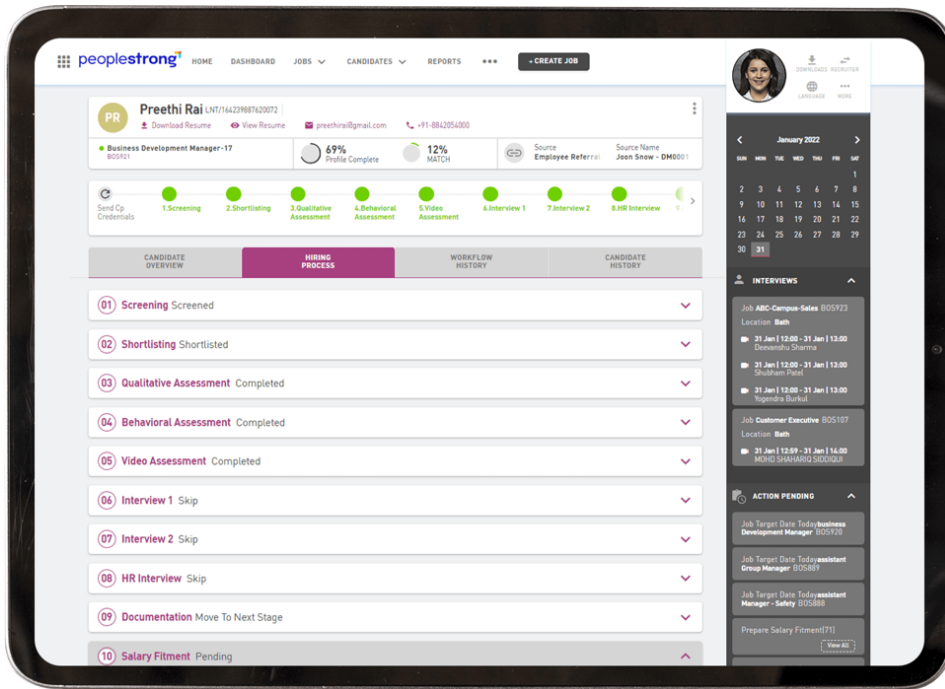 peoplestrong HOME DASHBOARD JOBS CANDIDATES REPORTS ••• + CREATE JOB
PR
Preethi Rai LNT/1642398876200​72
Download Resume View Resume preethirai@gmail.com +91-8842054000
Business Development Manager-17
BOS921
69%
Profile Complete
12%
MATCH
Source
Employee Referral
Source Name
Joon Snow - DM0001
Send Cp
Credentials
1.Screening
2.Shortlisting
3.Qualitative
Assessment
4.Behavioral
Assessment
5.Video
Assessment
6.Interview 1
7.Interview 2
8.HR Interview
CANDIDATE
OVERVIEW
HIRING
PROCESS
WORKFLOW
HISTORY
CANDIDATE
HISTORY
01 Screening Screened
02 Shortlisting Shortlisted
03 Qualitative Assessment Completed
04 Behavioral Assessment Completed
05 Video Assessment Completed
06 Interview 1 Skip
07 Interview 2 Skip
08 HR Interview Skip
09 Documentation Move To Next Stage
10 Salary Fitment Pending
DOWNLOADS RECRUITER
LANGUAGE MORE
January 2022
SUN MON TUE WED THU FRI SAT
1
2 3 4 5 6 7 8
9 10 11 12 13 14 15
16 17 18 19 20 21 22
23 24 25 26 27 28 29
30 31
INTERVIEWS
Job ABC-Campus-Sales BOS923
Location Bath
31 Jan | 12:00 - 31 Jan | 13:00
Deevanshu Sharma
31 Jan | 12:00 - 31 Jan | 13:00
Shubham Patel
31 Jan | 12:00 - 31 Jan | 13:00
Yogendra Burkul
Job Customer Executive BOS107
Location Bath
31 Jan | 12:59 - 31 Jan | 14:00
MOHD SHAHARIQ SIDDIQUI
ACTION PENDING
Job Target Date Todaybusiness
Development Manager BOS920
Job Target Date Todayassistant
Group Manager BOS889
Job Target Date Todayassistant
Manager - Safety BOS888
Prepare Salary Fitment(71)
View All